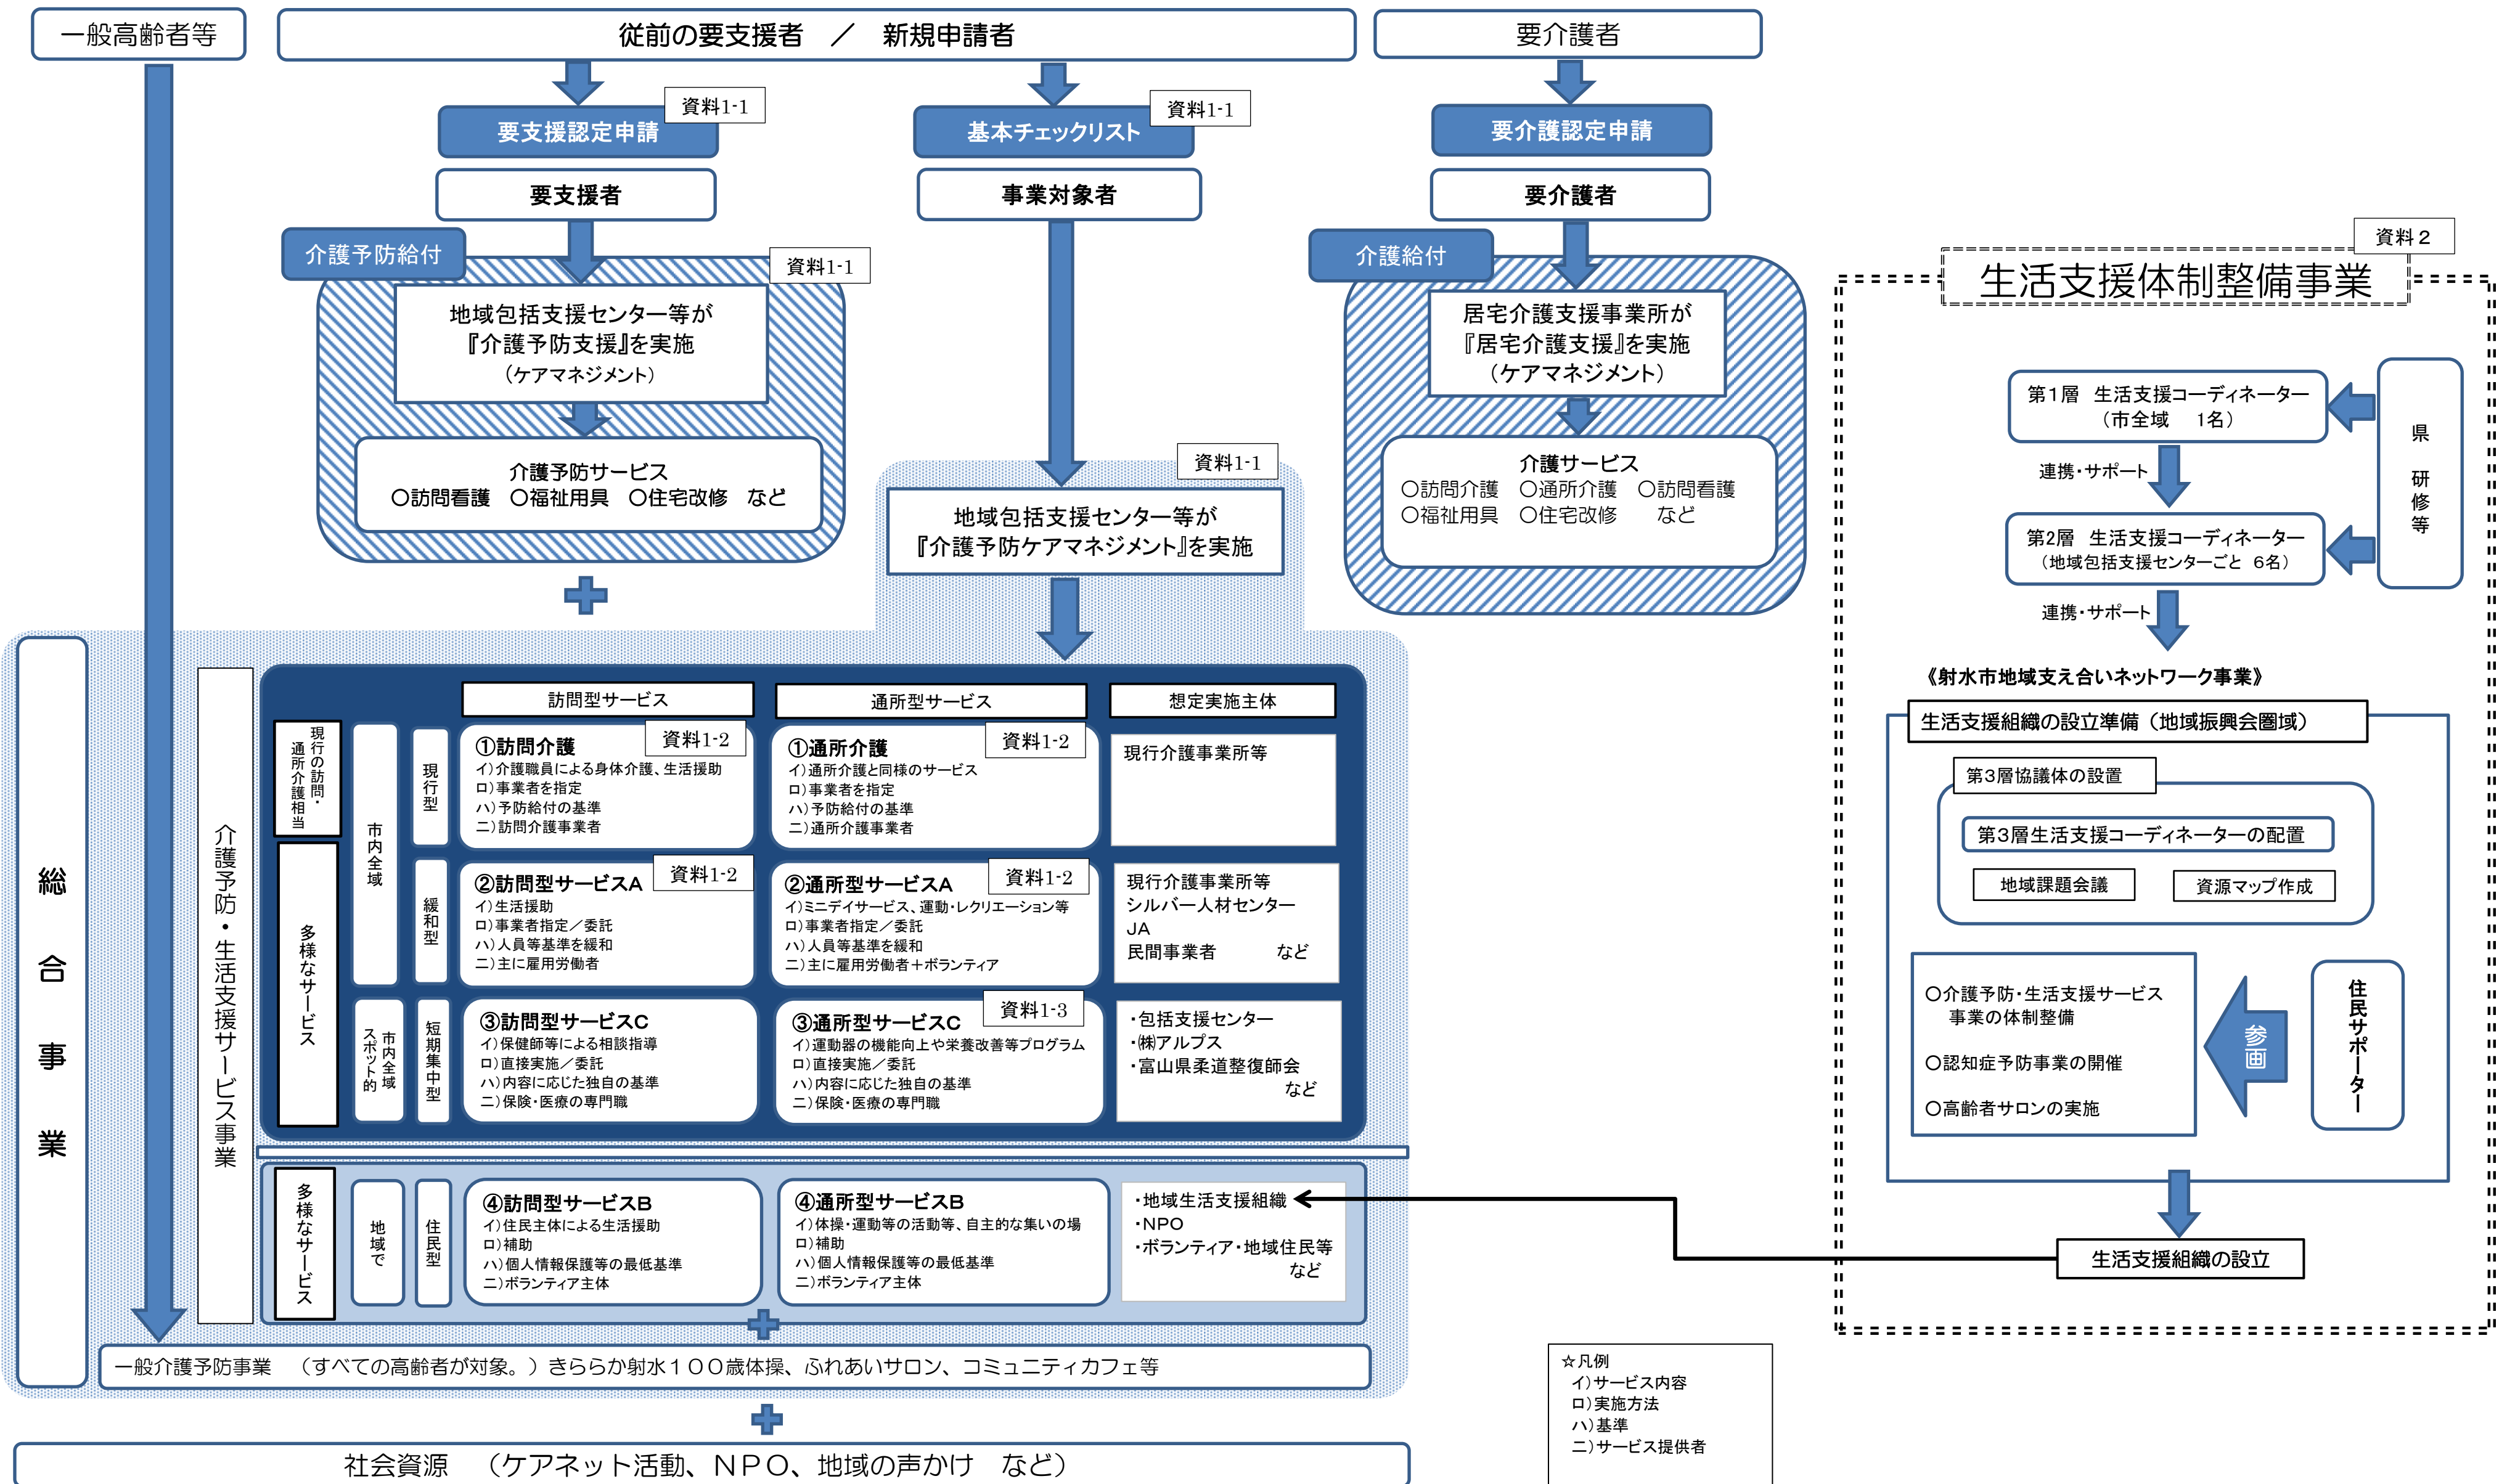 一般高齢者等
従前の要支援者　／　新規申請者
要介護者
資料1-1
要支援認定申請
資料1-1
基本チェックリスト
要介護認定申請
要支援者
事業対象者
要介護者
介護予防給付
資料1-1
地域包括支援センター等が
『介護予防支援』を実施
（ケアマネジメント）
介護予防サービス
○訪問看護　○福祉用具　○住宅改修　など
資料1-1
地域包括支援センター等が
『介護予防ケアマネジメント』を実施
介護給付
居宅介護支援事業所が
『居宅介護支援』を実施
（ケアマネジメント）
介護サービス
○訪問介護　○通所介護　○訪問看護
○福祉用具　○住宅改修　　など
資料２
生活支援体制整備事業
第１層　生活支援コーディネーター
（市全域　 1名）
連携・サポート
第2層　生活支援コーディネーター
（地域包括支援センターごと 6名）
連携・サポート
県　研修等
《射水市地域支え合いネットワーク事業》
生活支援組織の設立準備（地域振興会圏域）
第３層協議体の設置
第３層生活支援コーディネーターの配置
地域課題会議
資源マップ作成
○介護予防・生活支援サービス
事業の体制整備
○認知症予防事業の開催
○高齢者サロンの実施
参画
住民サポーター
生活支援組織の設立
総合事業
介護予防・生活支援サービス事業
訪問型サービス
通所型サービス
想定実施主体
現行の訪問・
通所介護相当
市内全域
現行型
資料1-2
①訪問介護
イ）介護職員による身体介護、生活援助
ロ）事業者を指定
ハ）予防給付の基準
ニ）訪問介護事業者
資料1-2
①通所介護
イ）通所介護と同様のサービス
ロ）事業者を指定
ハ）予防給付の基準
ニ）通所介護事業者
現行介護事業所等
多様なサービス
緩和型
資料1-2
②訪問型サービスA
イ）生活援助
ロ）事業者指定／委託
ハ）人員等基準を緩和
ニ）主に雇用労働者
資料1-2
②通所型サービスA
イ）ミニデイサービス、運動・レクリエーション等
ロ）事業者指定／委託
ハ）人員等基準を緩和
ニ）主に雇用労働者＋ボランティア
現行介護事業所等
シルバー人材センター
JA
民間事業者　　　　など
市内全域
スポット的
短期集中型
③訪問型サービスC
イ）保健師等による相談指導
ロ）直接実施／委託
ハ）内容に応じた独自の基準
ニ）保険・医療の専門職
資料1-3
③通所型サービスC
イ）運動器の機能向上や栄養改善等プログラム
ロ）直接実施／委託
ハ）内容に応じた独自の基準
ニ）保険・医療の専門職
・包括支援センター
・㈱アルプス
・富山県柔道整復師会
など
多様なサービス
地域で
住民型
④訪問型サービスB
イ）住民主体による生活援助
ロ）補助
ハ）個人情報保護等の最低基準
ニ）ボランティア主体
④通所型サービスB
イ）体操・運動等の活動等、自主的な集いの場
ロ）補助
ハ）個人情報保護等の最低基準
ニ）ボランティア主体
・地域生活支援組織
・NPO
・ボランティア・地域住民等
など
一般介護予防事業　（すべての高齢者が対象。）きららか射水１００歳体操、ふれあいサロン、コミュニティカフェ等
社会資源　（ケアネット活動、ＮＰＯ、地域の声かけ　など）
☆凡例
イ）サービス内容
ロ）実施方法
ハ）基準
ニ）サービス提供者